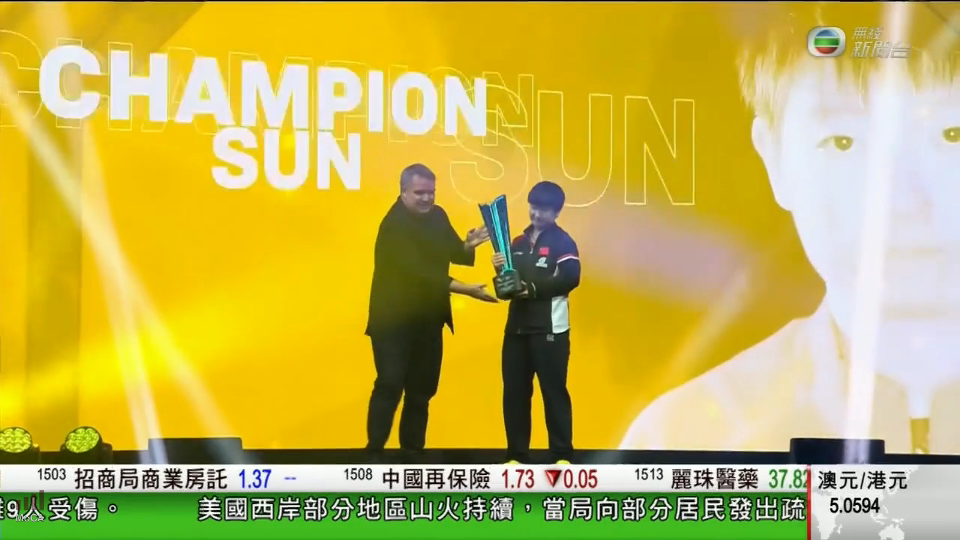 無綫
新聞台
CHAMPION
SUN
CHAMPION
SUN
1503 招商局商業房託 1.37 -- 1508 中國再保險 1.73 ▼0.05 1513 麗珠醫藥 37.82
澳元/港元
5.0594
9人受傷。 美國西岸部分地區山火持續，當局向部分居民發出疏